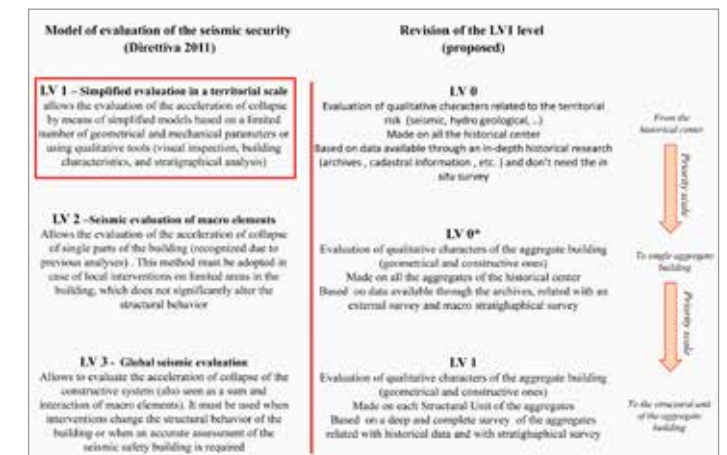 Model of evaluation of the seismic security
(Direttiva 2011)
LV 1 – Simplified evaluation in a territorial scale
allows the evaluation of the acceleration of collapse
by means of simplified models based on a limited
number of geometrical and mechanical parameters or
using qualitative tools (visual inspection, building
characteristics, and stratigraphical analysis)
LV 2 –Seismic evaluation of macro elements
Allows the evaluation of the acceleration of collapse
of single parts of the building (recognized due to
previous analyses) . This method must be adopted in
case of local interventions on limited areas in the
building, which does not significantly alter the
structural behavior
LV 3 - Global seismic evaluation
Allows to evaluate the acceleration of collapse of the
constructive system (also seen as a sum and
interaction of macro elements). It must be used when
interventions change the structural behavior of the
building or when an accurate assessment of the
seismic safety building is required
Revision of the LV1 level
(proposed)
LV 0
Evaluation of qualitative characters related to the territorial
risk (seismic, hydro geological, ..)
Made on all the historical center
Based on data available through an in-depth historical research
(archives , cadastral information , etc. ) and don't need the in
situ survey
LV 0*
Evaluation of qualitative characters of the aggregate building
(geometrical and constructive ones)
Made on all the aggregates of the historical center
Based on data available through the archives, related with an
external survey and macro stratighaphical survey
LV 1
Evaluation of qualitative characters of the aggregate building
(geometrical and constructive ones)
Made on each Structural Unit of the aggregates
Based on a deep and complete survey of the aggregates
related with historical data and with stratighaphical survey
From the
historical center
Priority scale
To single aggregate
building
Priority scale
To the structural unit
of the aggregate
building